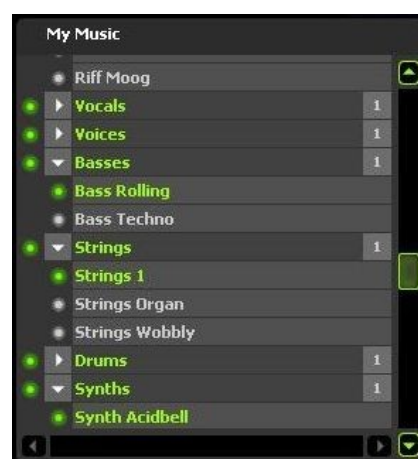 My Music
Riff Moog
Vocals 1
Voices 1
Basses 1
Bass Rolling
Bass Techno
Strings 1
Strings 1
Strings Organ
Strings Wobbly
Drums 1
Synths 1
Synth Acidbell